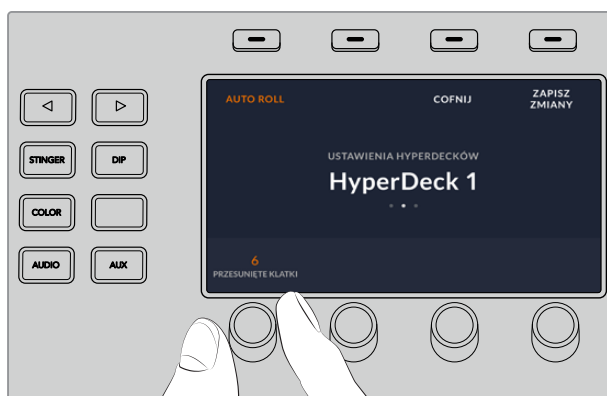 AUTO ROLL
COFNIJ
ZAPISZ
ZMIANY
STINGER
DIP
USTAWIENIA HYPERDECKÓW
HyperDeck 1
COLOR
AUDIO
AUX
6
PRZESUNIĘTE KLATKI